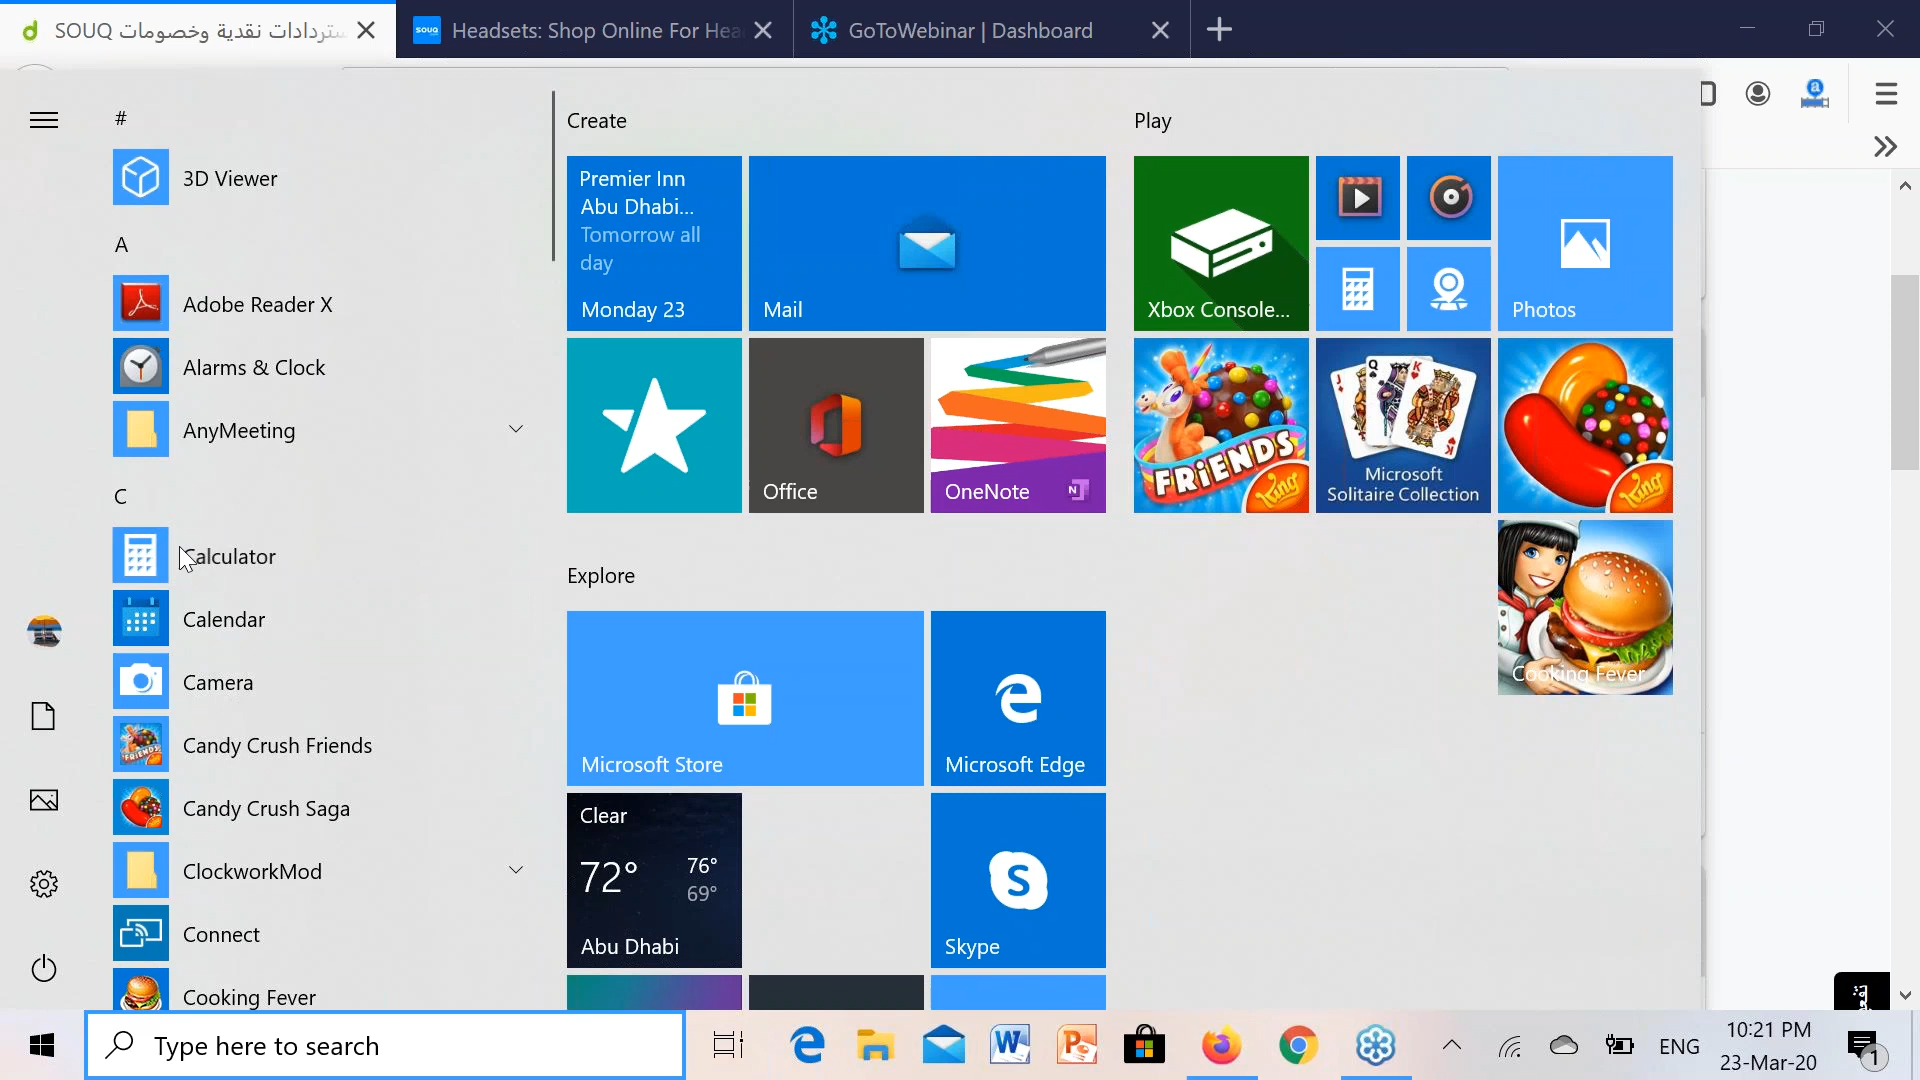 SOUQ ستردادات نقدية وخصومات
Headsets: Shop Online For Hea
GoToWebinar | Dashboard
#
3D Viewer
A
Adobe Reader X
Alarms & Clock
AnyMeeting
C
Calculator
Calendar
Camera
Candy Crush Friends
Candy Crush Saga
ClockworkMod
Connect
Cooking Fever
Create
Premier Inn
Abu Dhabi...
Tomorrow all
day
Monday 23
Mail
Office
OneNote
Explore
Microsoft Store
Microsoft Edge
Clear
72° 76°
69°
Abu Dhabi
Skype
Play
Xbox Console...
Photos
FRIENDS
King
Microsoft
Solitaire Collection
King
Cooking Fever
Type here to search
ENG
10:21 PM
23-Mar-20
1